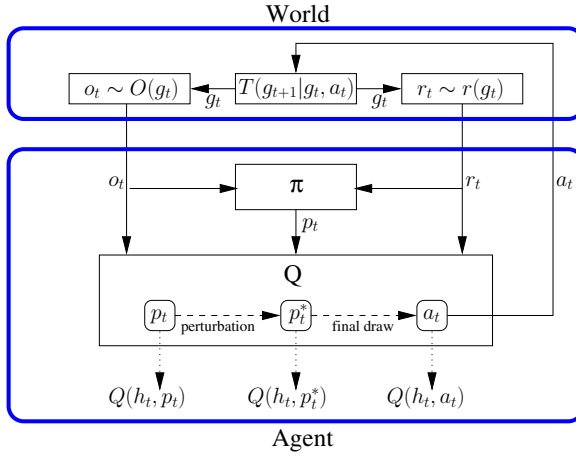 World
o_t ∼ O(g_t)
g_t
T(g_{t+1}|g_t, a_t)
g_t
r_t ∼ r(g_t)
o_t
π
r_t
a_t
p_t
Q
p_t
perturbation
p_t^*
final draw
a_t
Q(h_t, p_t)
Q(h_t, p_t^*)
Q(h_t, a_t)
Agent